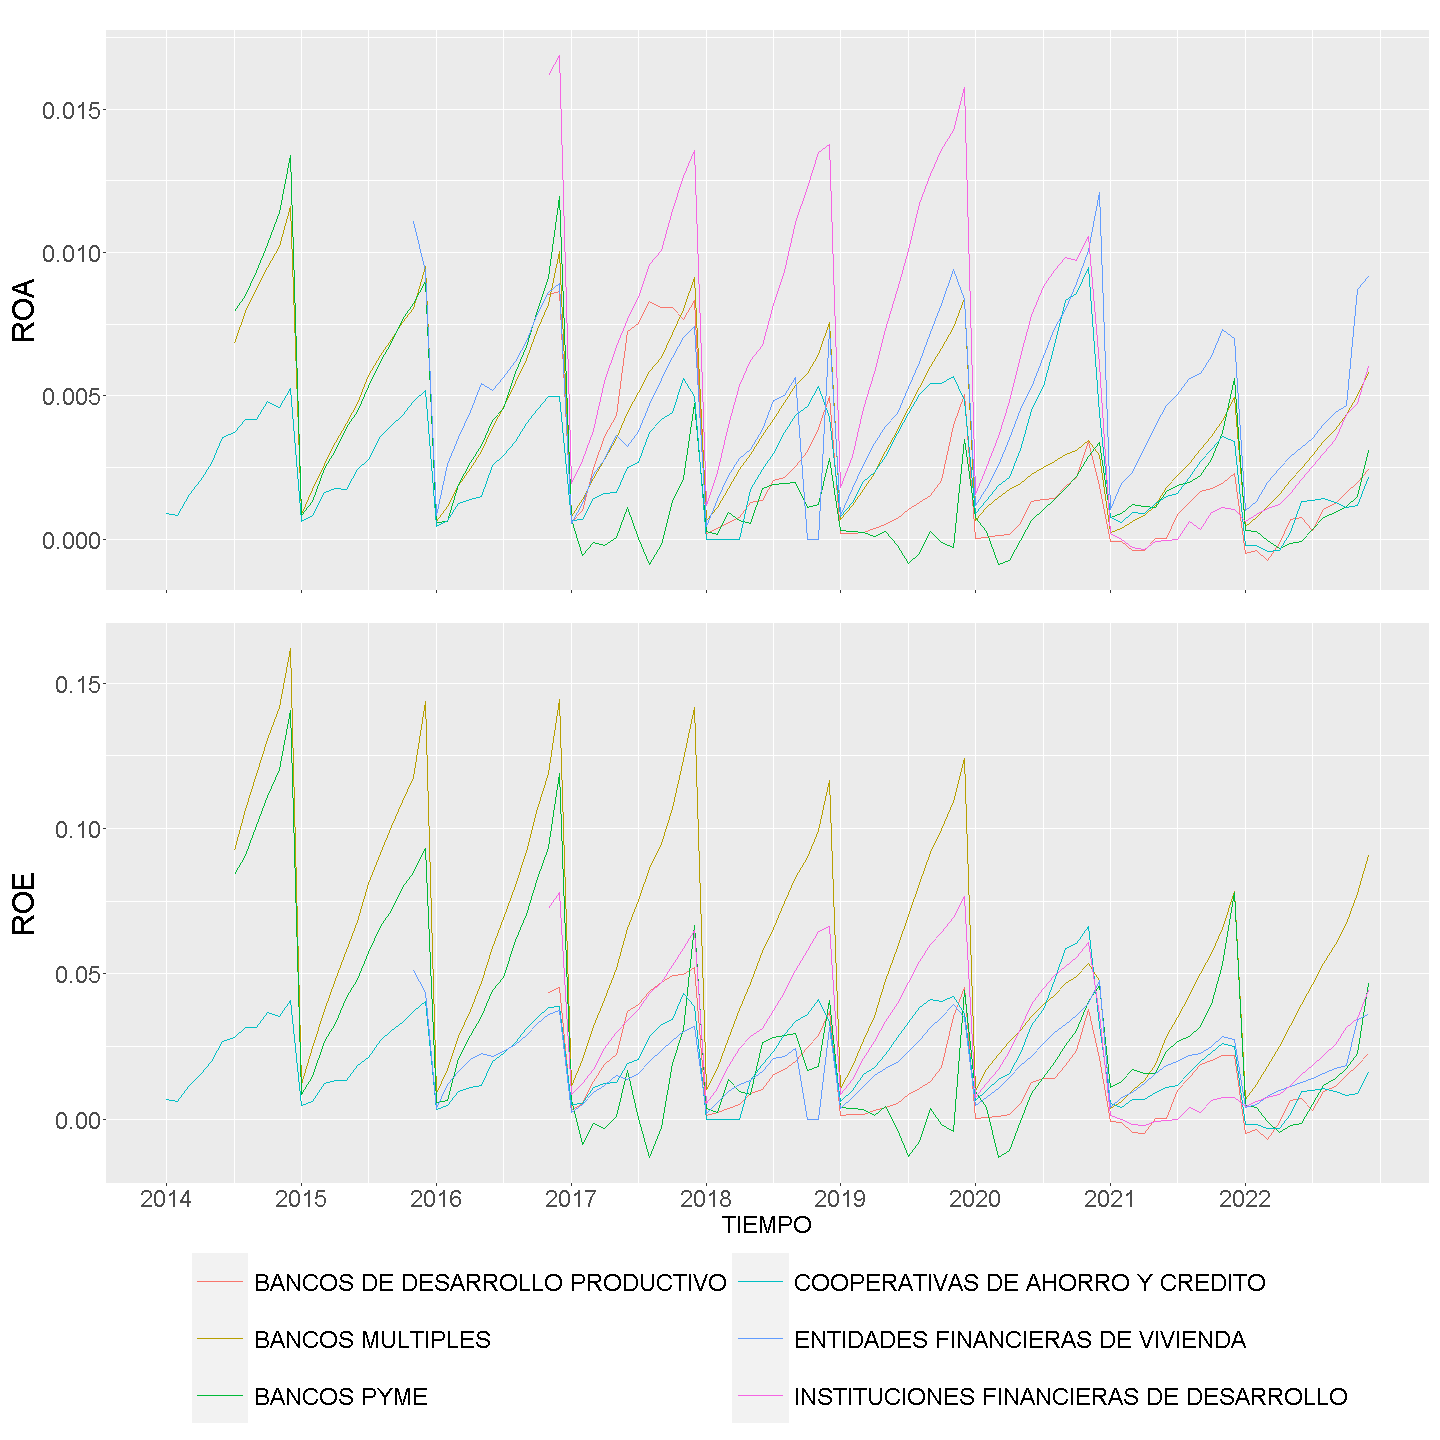 0.015
0.010
0.005
0.000
ROA
0.15
0.10
0.05
0.00
ROE
2014 2015 2016 2017 2018 2019 2020 2021 2022
TIEMPO
BANCOS DE DESARROLLO PRODUCTIVO
COOPERATIVAS DE AHORRO Y CREDITO
BANCOS MULTIPLES
ENTIDADES FINANCIERAS DE VIVIENDA
BANCOS PYME
INSTITUCIONES FINANCIERAS DE DESARROLLO